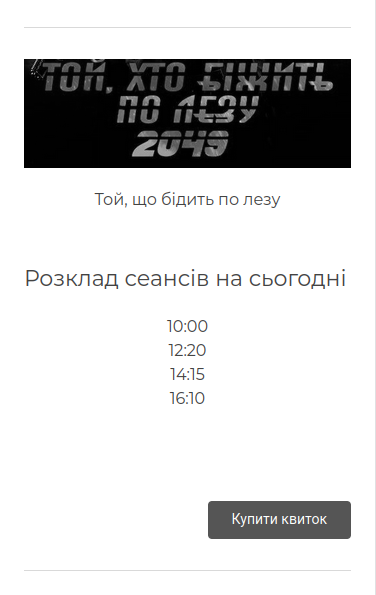 ТОЙ, ХТО БІЖИТЬ
ПО ЛЕЗУ
2049
Той, що бідить по лезу
Розклад сеансів на сьогодні
10:00
12:20
14:15
16:10
Купити квиток